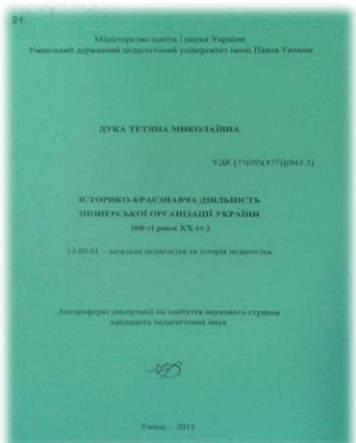 81
Міністерство освіти і науки України
Уманський державний педагогічний університет імені Павла Тичини
ДУКА ТЕТЯНА МИКОЛАЇВНА
УДК [37(09)(477)](043.3)
ІСТОРИКО-КРАЄЗНАВЧА ДІЯЛЬНІСТЬ
ПІОНЕРСЬКОЇ ОРГАНІЗАЦІЇ УКРАЇНИ
(60-ті роки ХХ ст.)
13.00.01 – загальна педагогіка та історія педагогіки
Автореферат дисертації на здобуття наукового ступеня
кандидата педагогічних наук
Умань – 2015